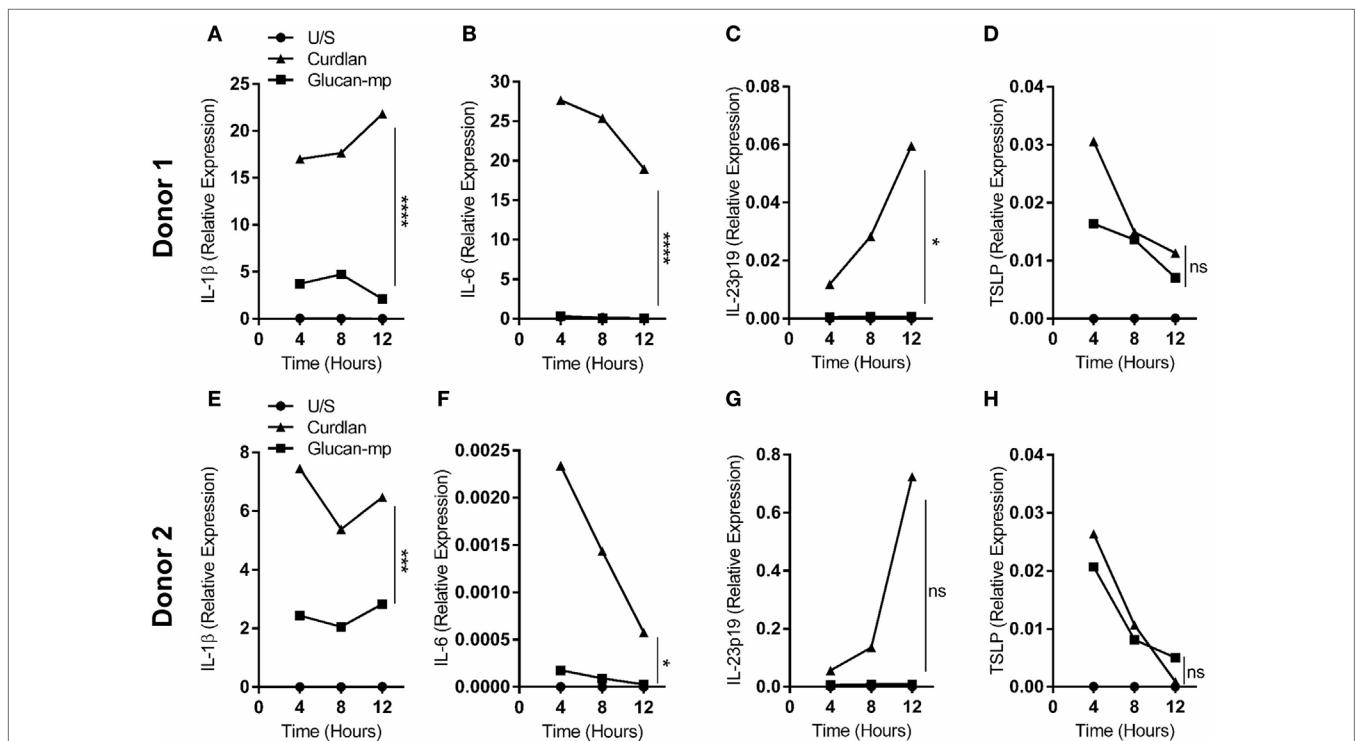 A
U/S
Curdlan
Glucan-mp
B
C
D
Donor 1
IL-1β (Relative Expression)
25
20
15
10
5
0
****
0 4 8 12
Time (Hours)
IL-6 (Relative Expression)
30
25
20
15
10
5
0
****
0 4 8 12
Time (Hours)
IL-23p19 (Relative Expression)
0.08
0.06
0.04
0.02
0.00
*
0 4 8 12
Time (Hours)
TSLP (Relative Expression)
0.04
0.03
0.02
0.01
0.00
ns
0 4 8 12
Time (Hours)
E
U/S
Curdlan
Glucan-mp
F
G
H
Donor 2
IL-1β (Relative Expression)
8
6
4
2
0
***
0 4 8 12
Time (Hours)
IL-6 (Relative Expression)
0.0025
0.0020
0.0015
0.0010
0.0005
0.0000
*
0 4 8 12
Time (Hours)
IL-23p19 (Relative Expression)
0.8
0.6
0.4
0.2
0.0
ns
0 4 8 12
Time (Hours)
TSLP (Relative Expression)
0.04
0.03
0.02
0.01
0.00
ns
0 4 8 12
Time (Hours)